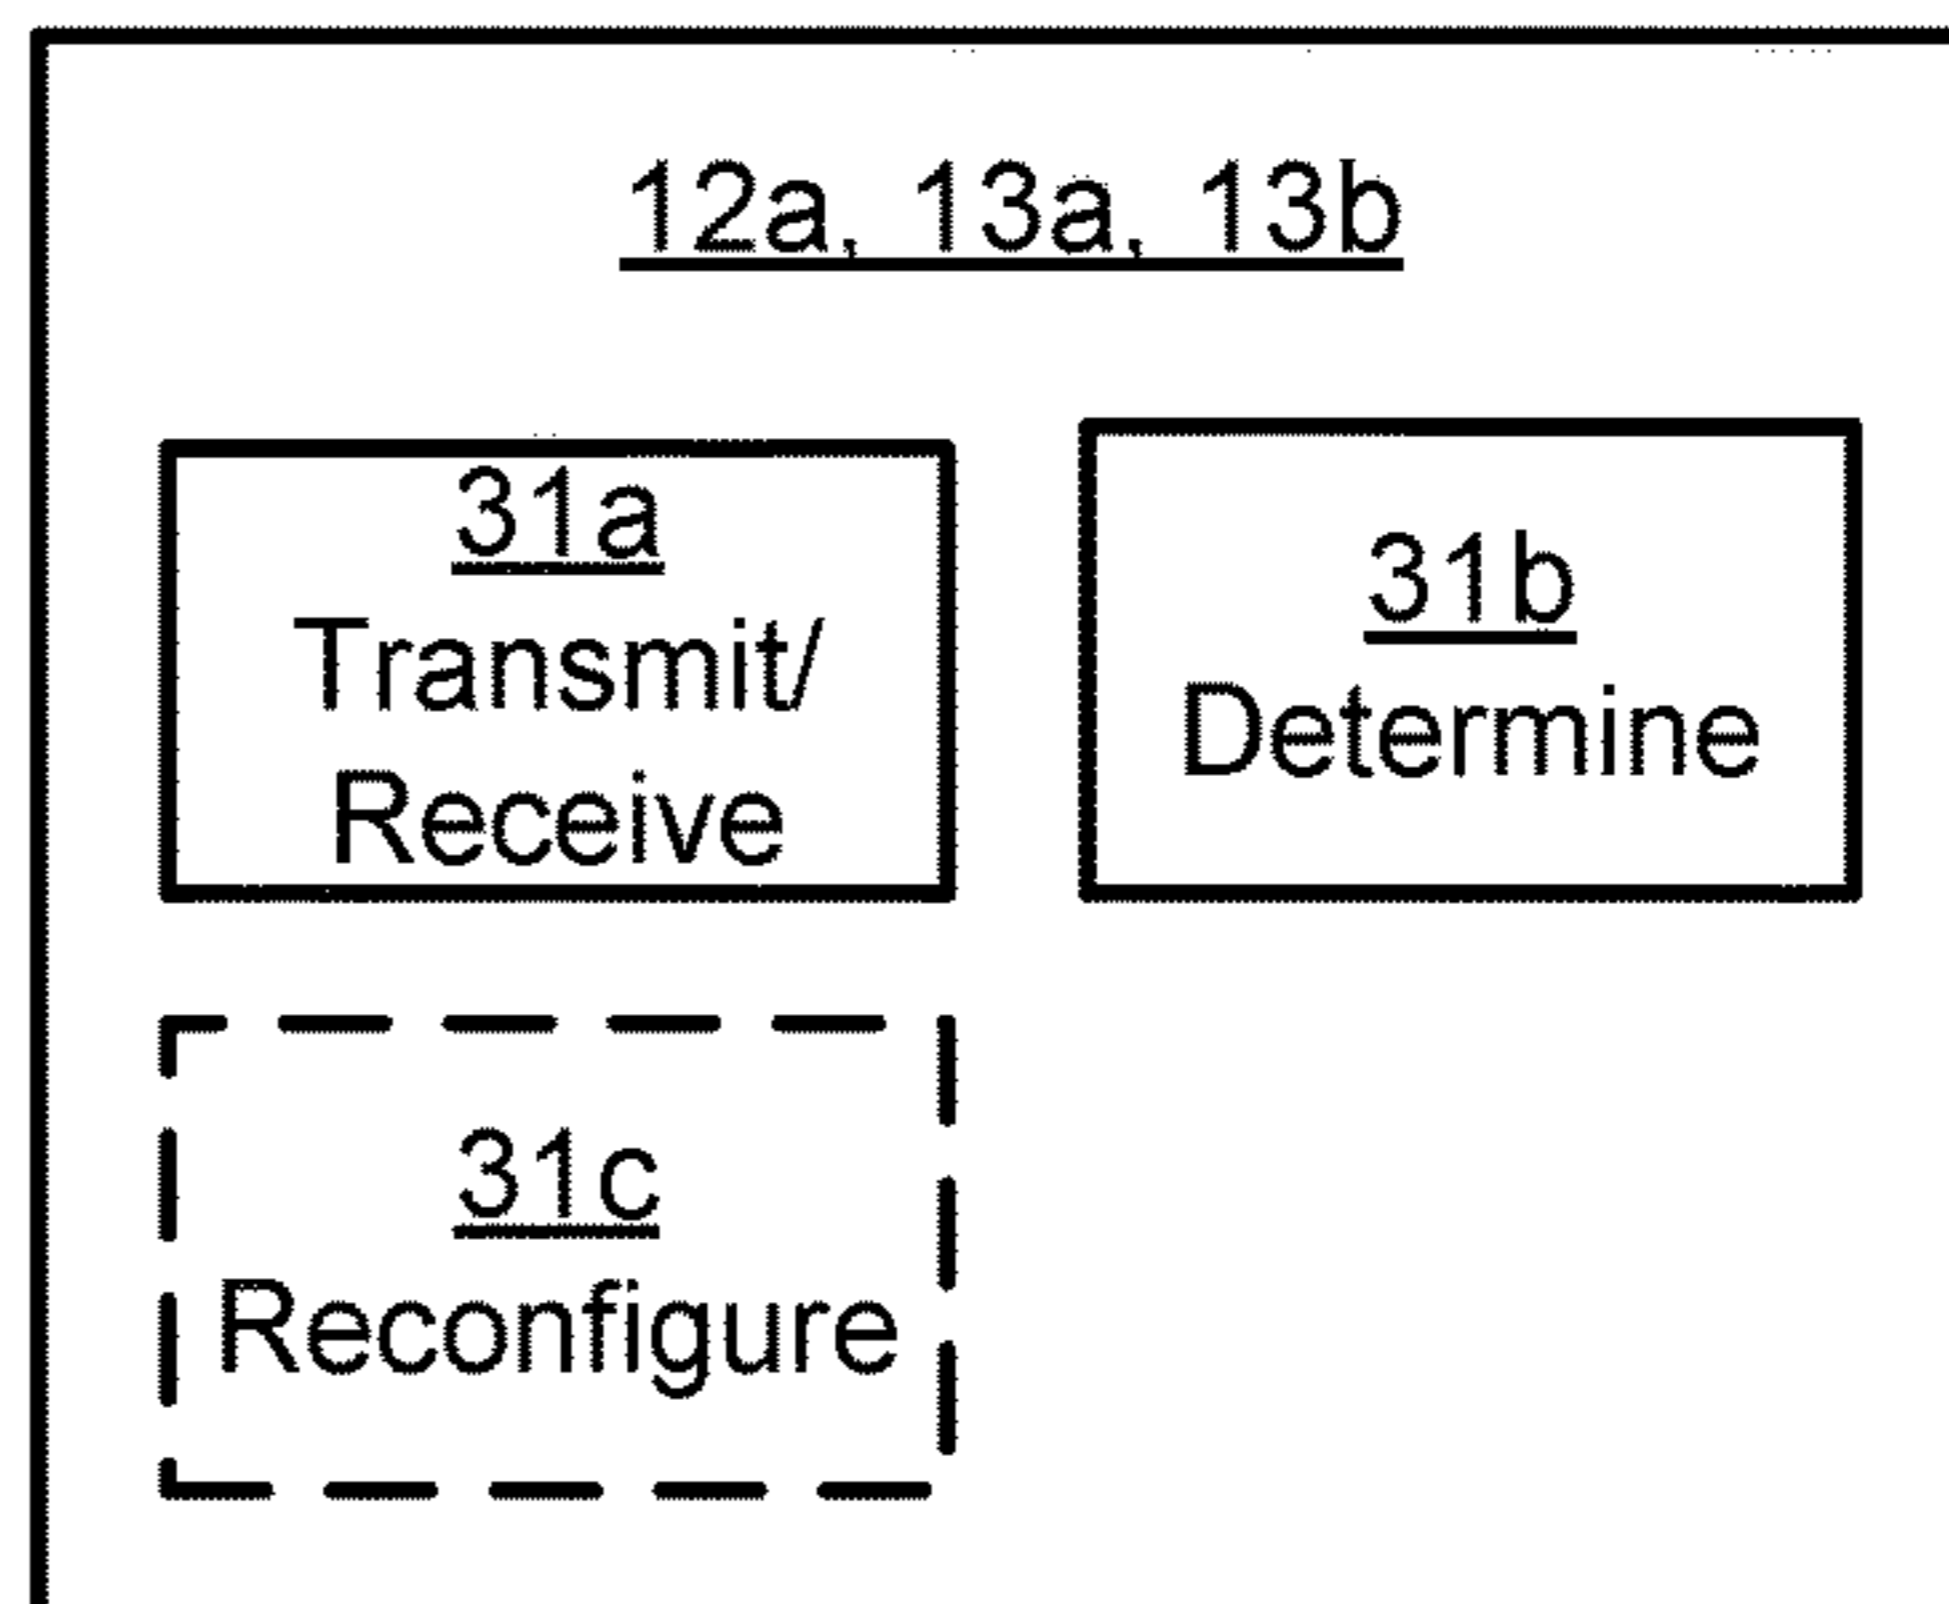 12a, 13a, 13b
31a
Transmit/
Receive
31b
Determine
31c
Reconfigure